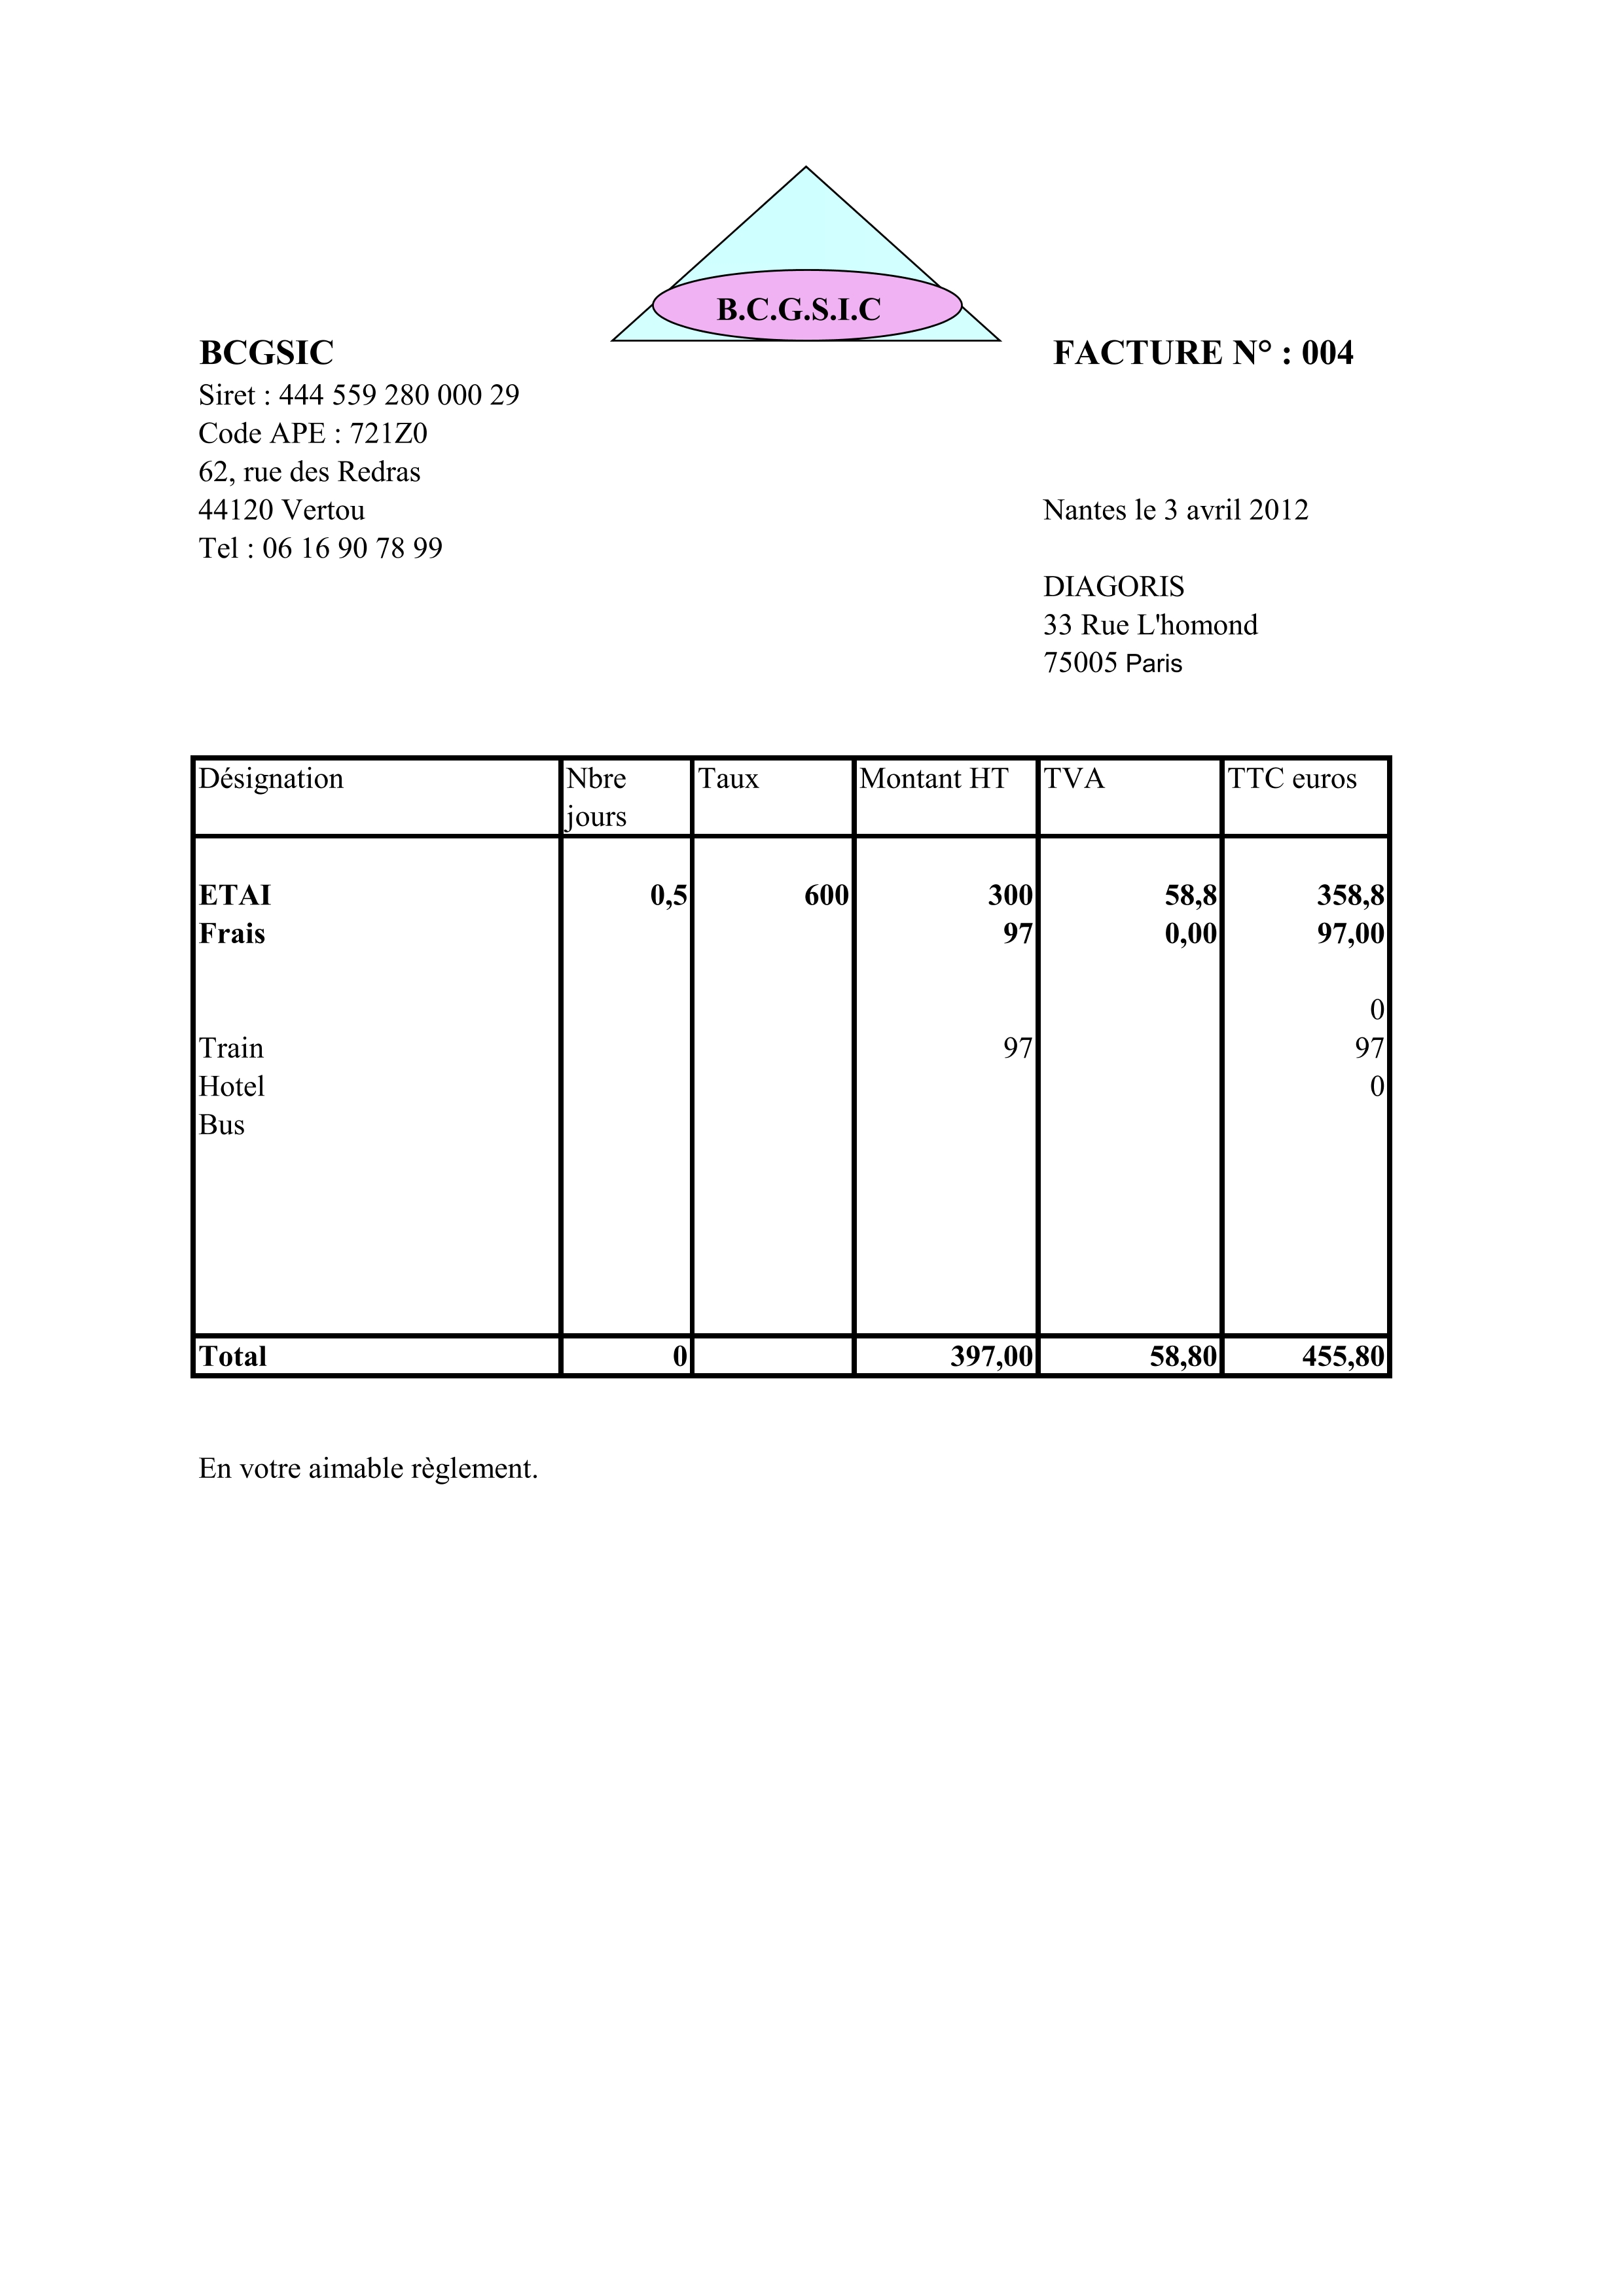 B.C.G.S.I.C
BCGSIC FACTURE N° : 004
Siret : 444 559 280 000 29
Code APE : 721Z0
62, rue des Redras
44120 Vertou Nantes le 3 avril 2012
Tel : 06 16 90 78 99
DIAGORIS
33 Rue L'homond
75005 Paris
Désignation Nbre jours Taux Montant HT TVA TTC euros
ETAI 0,5 600 300 58,8 358,8
Frais 97 0,00 97,00
0
Train 97 97
Hotel 0
Bus
Total 0 397,00 58,80 455,80
En votre aimable règlement.